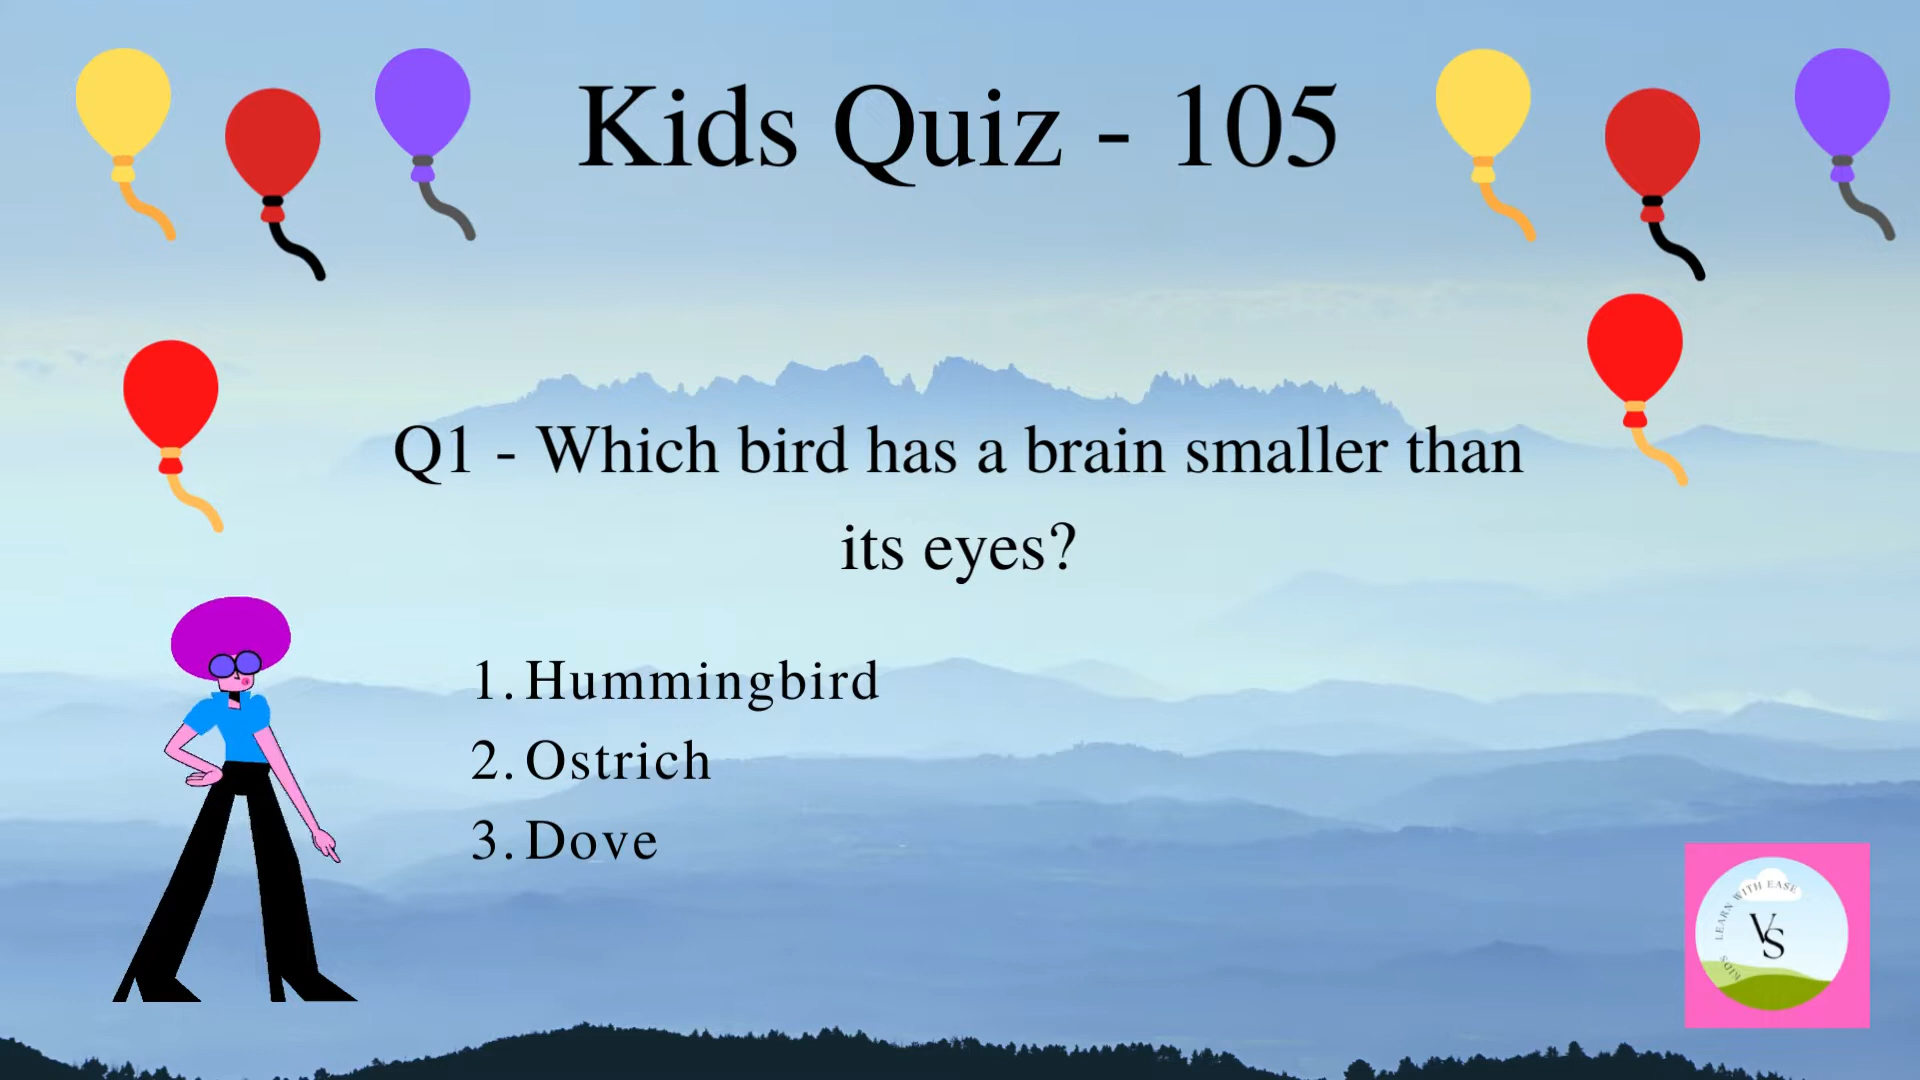 Kids Quiz - 105
Q1 - Which bird has a brain smaller than
its eyes?
1. Hummingbird
2. Ostrich
3. Dove
LEARN WITH EASE
VS
KIDS